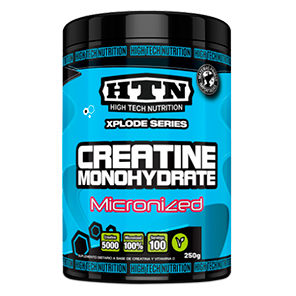 HIGH TECH NUTRITION
HTN
HIGH TECH NUTRITION
XPLODE SERIES
CREATINE
MONOHYDRATE
Micronized
5000
100%
100
V
250g
SUPLEMENTO DIETARIO A BASE DE CREATINA Y VITAMINA C